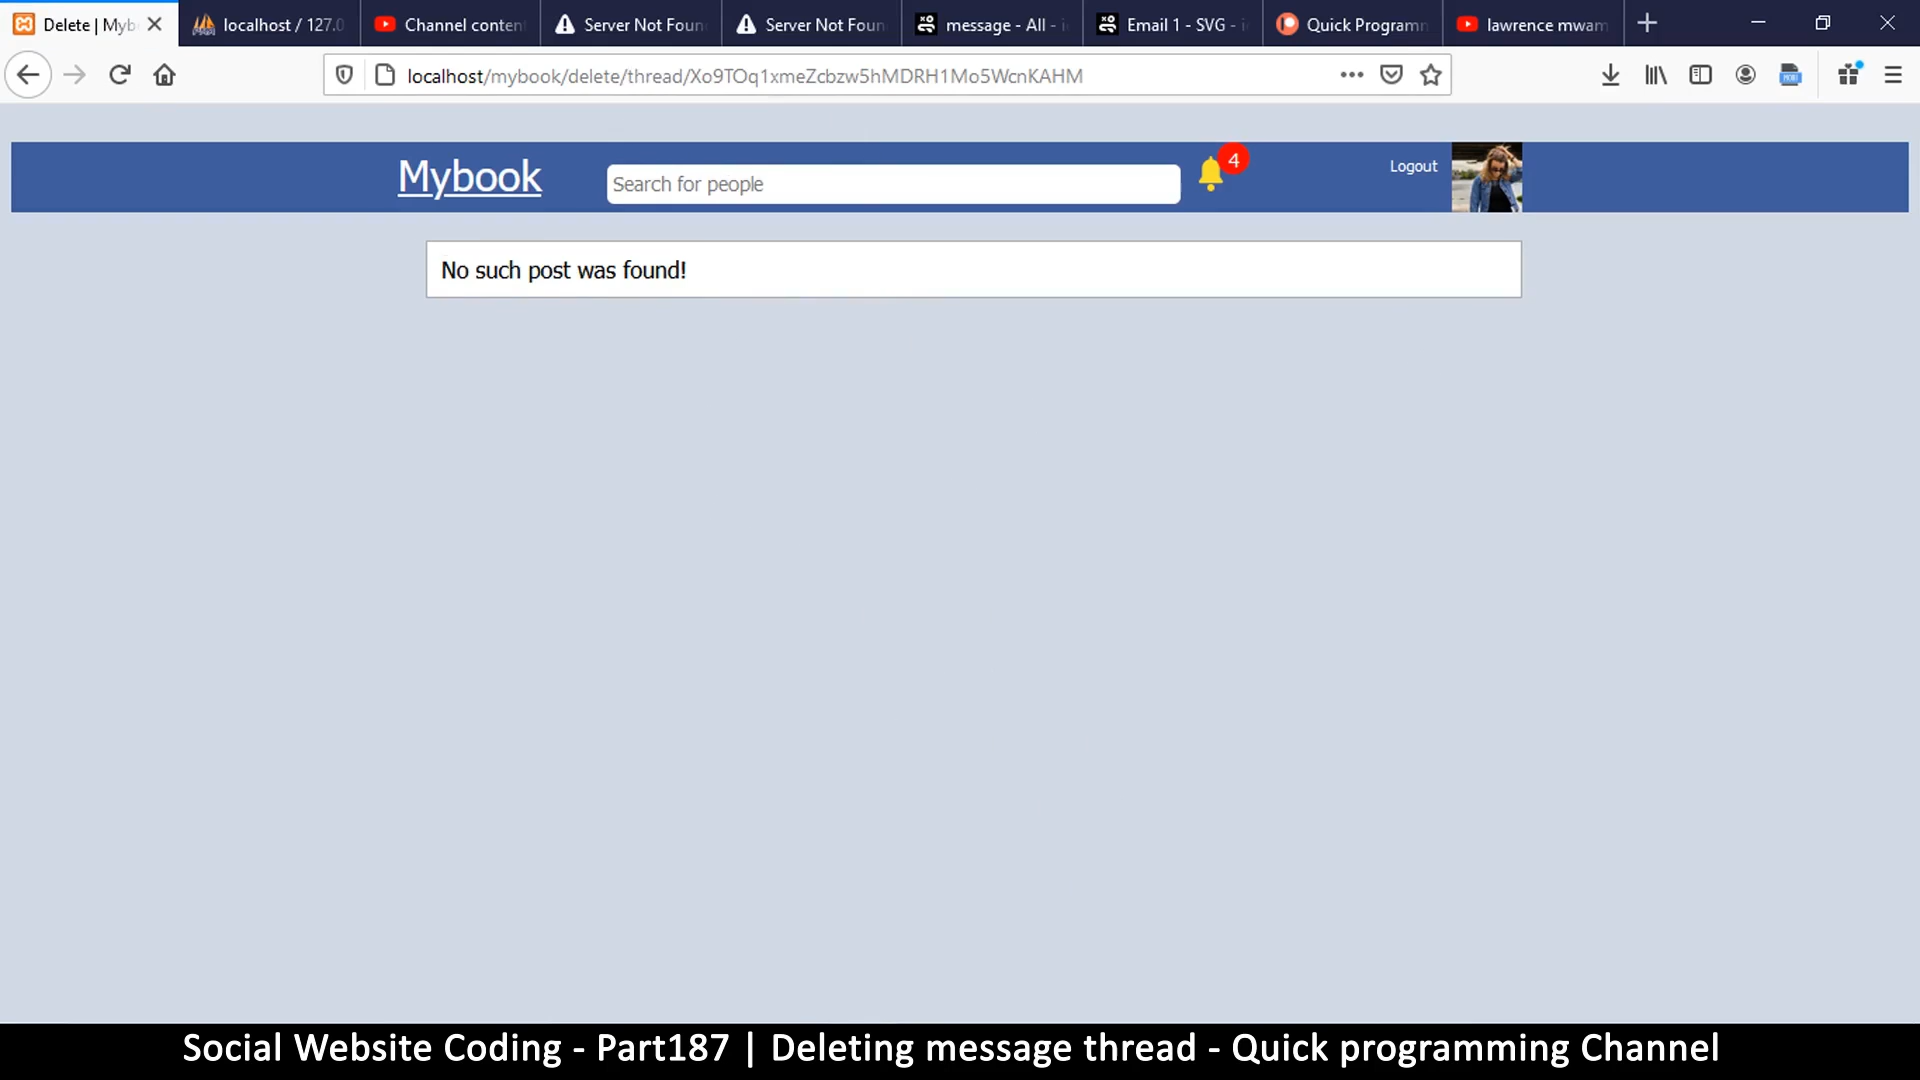 Delete | Myb
localhost / 127.0
Channel conten
Server Not Foun
Server Not Foun
message - All - i
Email 1 - SVG - i
Quick Programm
lawrence mwam
localhost/mybook/delete/thread/Xo9TOq1xmeZcbzw5hMDRH1Mo5WcnKAHM
Mybook
Search for people
4
Logout
No such post was found!
Social Website Coding - Part187 | Deleting message thread - Quick programming Channel